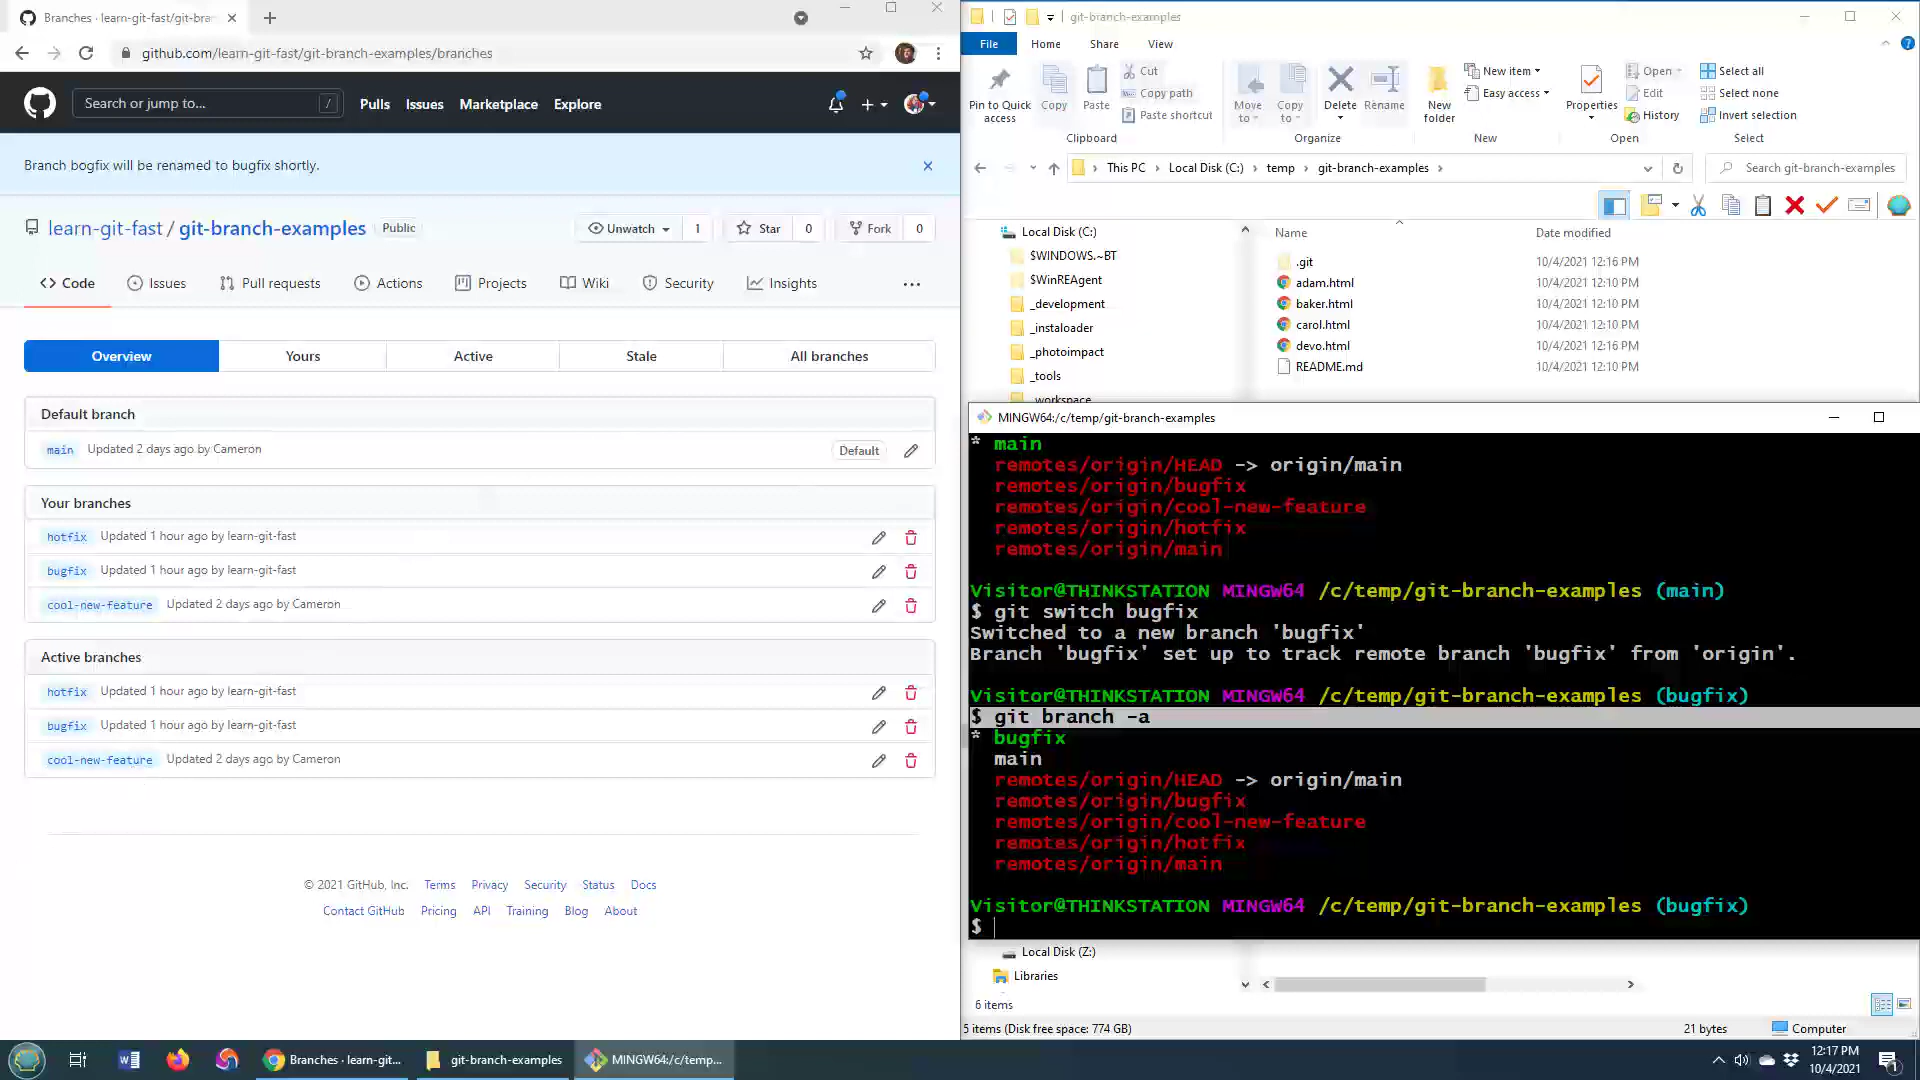 Branches · learn-git-fast/git-bran
github.com/learn-git-fast/git-branch-examples/branches
Search or jump to... /
Pulls Issues Marketplace Explore
Branch bogfix will be renamed to bugfix shortly.
learn-git-fast / git-branch-examples Public
Unwatch 1 Star 0 Fork 0
Code Issues Pull requests Actions Projects Wiki Security Insights
Overview Yours Active Stale All branches
Default branch
main Updated 2 days ago by Cameron Default
Your branches
hotfix Updated 1 hour ago by learn-git-fast
bugfix Updated 1 hour ago by learn-git-fast
cool-new-feature Updated 2 days ago by Cameron
Active branches
hotfix Updated 1 hour ago by learn-git-fast
bugfix Updated 1 hour ago by learn-git-fast
cool-new-feature Updated 2 days ago by Cameron
© 2021 GitHub, Inc. Terms Privacy Security Status Docs
Contact GitHub Pricing API Training Blog About
git-branch-examples
File Home Share View
Pin to Quick access
Copy
Paste
Cut
Copy path
Paste shortcut
Clipboard
Move to
Copy to
Delete
Rename
Organize
New folder
New item
Easy access
New
Properties
Open
Edit
History
Open
Select all
Select none
Invert selection
Select
This PC > Local Disk (C:) > temp > git-branch-examples >
Search git-branch-examples
Local Disk (C:)
$WINDOWS.~BT
$WinREAgent
_development
_instaloader
_photoimpact
_tools
_workspace
Name Date modified
.git 10/4/2021 12:16 PM
adam.html 10/4/2021 12:10 PM
baker.html 10/4/2021 12:10 PM
carol.html 10/4/2021 12:10 PM
devo.html 10/4/2021 12:16 PM
README.md 10/4/2021 12:10 PM
MINGW64:/c/temp/git-branch-examples
* main
remotes/origin/HEAD -> origin/main
remotes/origin/bugfix
remotes/origin/cool-new-feature
remotes/origin/hotfix
remotes/origin/main
Visitor@THINKSTATION MINGW64 /c/temp/git-branch-examples (main)
$ git switch bugfix
Switched to a new branch 'bugfix'
Branch 'bugfix' set up to track remote branch 'bugfix' from 'origin'.
Visitor@THINKSTATION MINGW64 /c/temp/git-branch-examples (bugfix)
$ git branch -a
* bugfix
main
remotes/origin/HEAD -> origin/main
remotes/origin/bugfix
remotes/origin/cool-new-feature
remotes/origin/hotfix
remotes/origin/main
Visitor@THINKSTATION MINGW64 /c/temp/git-branch-examples (bugfix)
$
Local Disk (Z:)
Libraries
6 items
5 items (Disk free space: 774 GB) 21 bytes Computer
Branches · learn-git... git-branch-examples MINGW64:/c/temp...
12:17 PM
10/4/2021
1